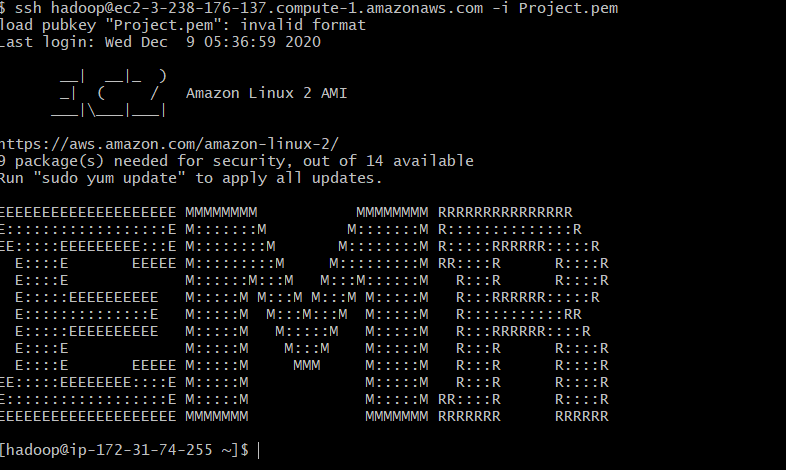 $ ssh hadoop@ec2-3-238-176-137.compute-1.amazonaws.com -i Project.pem
load pubkey "Project.pem": invalid format
Last login: Wed Dec  9 05:36:59 2020

       __|  __|_  )
       _|  (     /   Amazon Linux 2 AMI
      ___|\___|___|

https://aws.amazon.com/amazon-linux-2/
9 package(s) needed for security, out of 14 available
Run "sudo yum update" to apply all updates.

EEEEEEEEEEEEEEEEEEEE MMMMMMMM           MMMMMMMM RRRRRRRRRRRRRRR
E::::::::::::::::::E M:::::::M         M:::::::M R::::::::::::::R
EE:::::EEEEEEEEE:::E M::::::::M       M::::::::M R:::::RRRRRR:::::R
  E::::E       EEEEE M:::::::::M     M:::::::::M RR::::R      R::::R
  E::::E             M::::::M:::M   M:::M::::::M   R:::R      R::::R
  E:::::EEEEEEEEEE   M:::::M M:::M M:::M M:::::M   R:::RRRRRR:::::R
  E::::::::::::::E   M:::::M  M:::M:::M  M:::::M   R:::::::::::RR
  E:::::EEEEEEEEEE   M:::::M   M:::::M   M:::::M   R:::RRRRRR::::R
  E::::E             M:::::M    M:::M    M:::::M   R:::R      R::::R
  E::::E       EEEEE M:::::M     MMM     M:::::M   R:::R      R::::R
EE:::::EEEEEEEE::::E M:::::M             M:::::M   R:::R      R::::R
E::::::::::::::::::E M:::::M             M:::::M RR::::R      R::::R
EEEEEEEEEEEEEEEEEEEE MMMMMMM             MMMMMMM RRRRRRR      RRRRRR

[hadoop@ip-172-31-74-255 ~]$